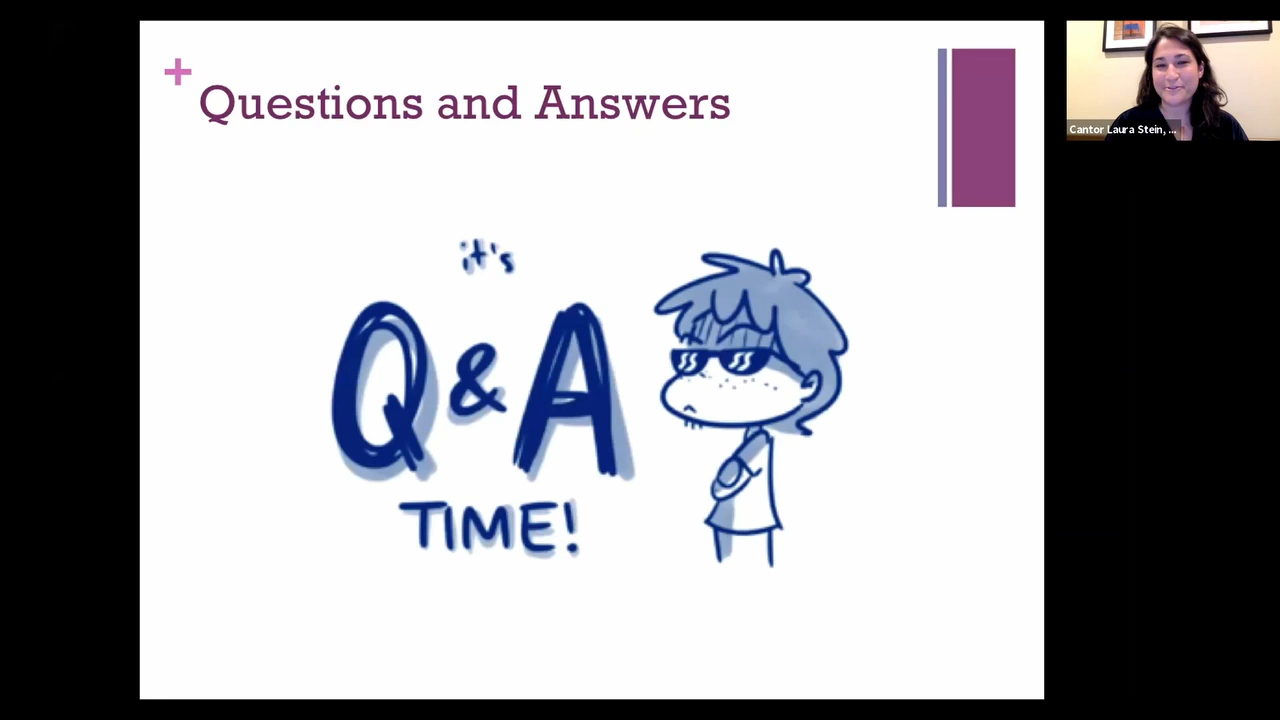 +
Questions and Answers
it's
Q & A
TIME!
Cantor Laura Stein, ...